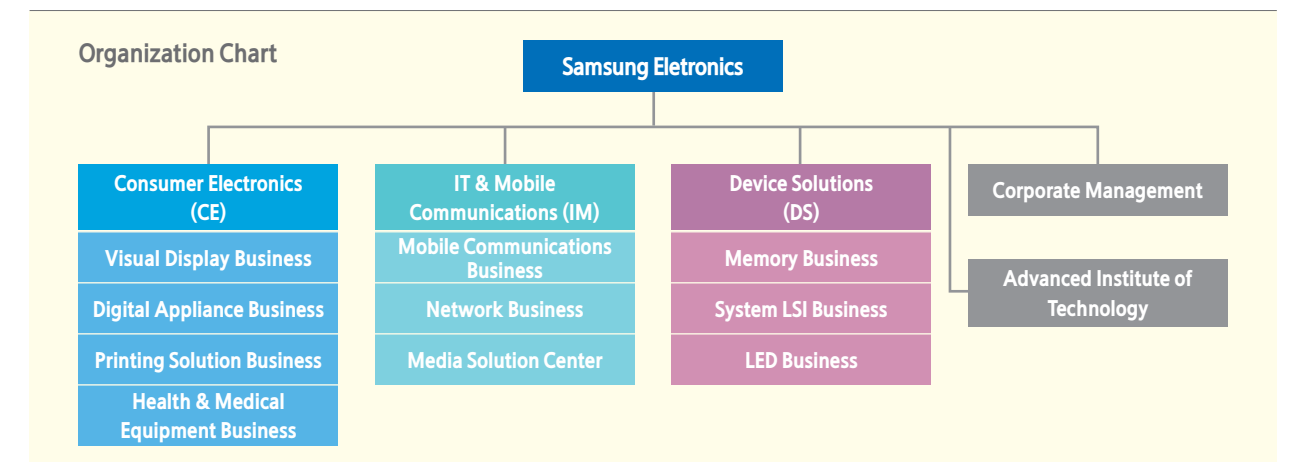 Organization Chart
Samsung Eletronics
Consumer Electronics
(CE)
Visual Display Business
Digital Appliance Business
Printing Solution Business
Health & Medical
Equipment Business
IT & Mobile
Communications (IM)
Mobile Communications
Business
Network Business
Media Solution Center
Device Solutions
(DS)
Memory Business
System LSI Business
LED Business
Corporate Management
Advanced Institute of
Technology